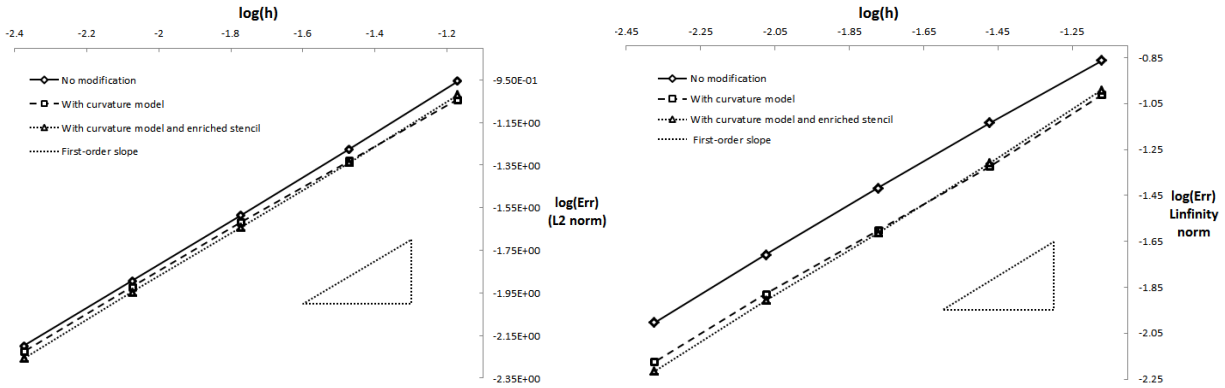 log(h)
-2.4 -2.2 -2 -1.8 -1.6 -1.4 -1.2
No modification
With curvature model
With curvature model and enriched stencil
First-order slope
-9.50E-01
-1.15E+00
-1.35E+00
-1.55E+00
-1.75E+00
-1.95E+00
-2.15E+00
-2.35E+00
log(Err)
(L2 norm)
log(h)
-2.45 -2.25 -2.05 -1.85 -1.65 -1.45 -1.25
No modification
With curvature model
With curvature model and enriched stencil
First-order slope
-0.85
-1.05
-1.25
-1.45
-1.65
-1.85
-2.05
-2.25
log(Err)
Linfinity
norm